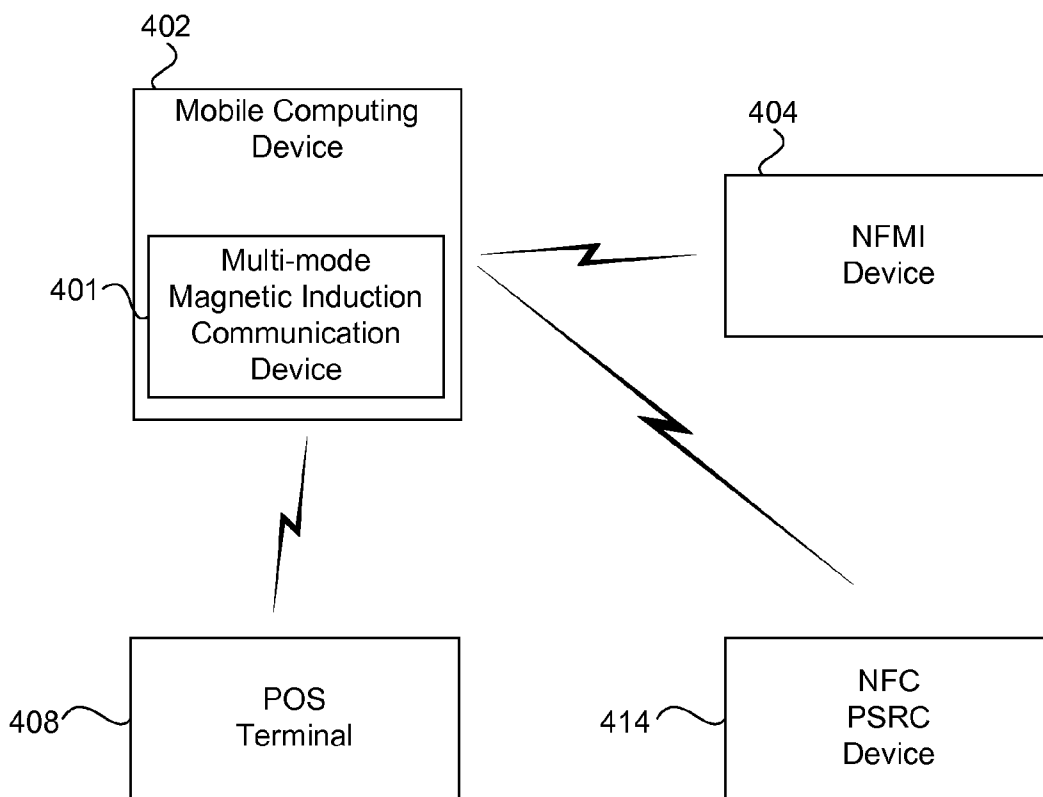 402
Mobile Computing
Device
404
NFMI
Device
401
Multi-mode
Magnetic Induction
Communication
Device
408
POS
Terminal
414
NFC
PSRC
Device